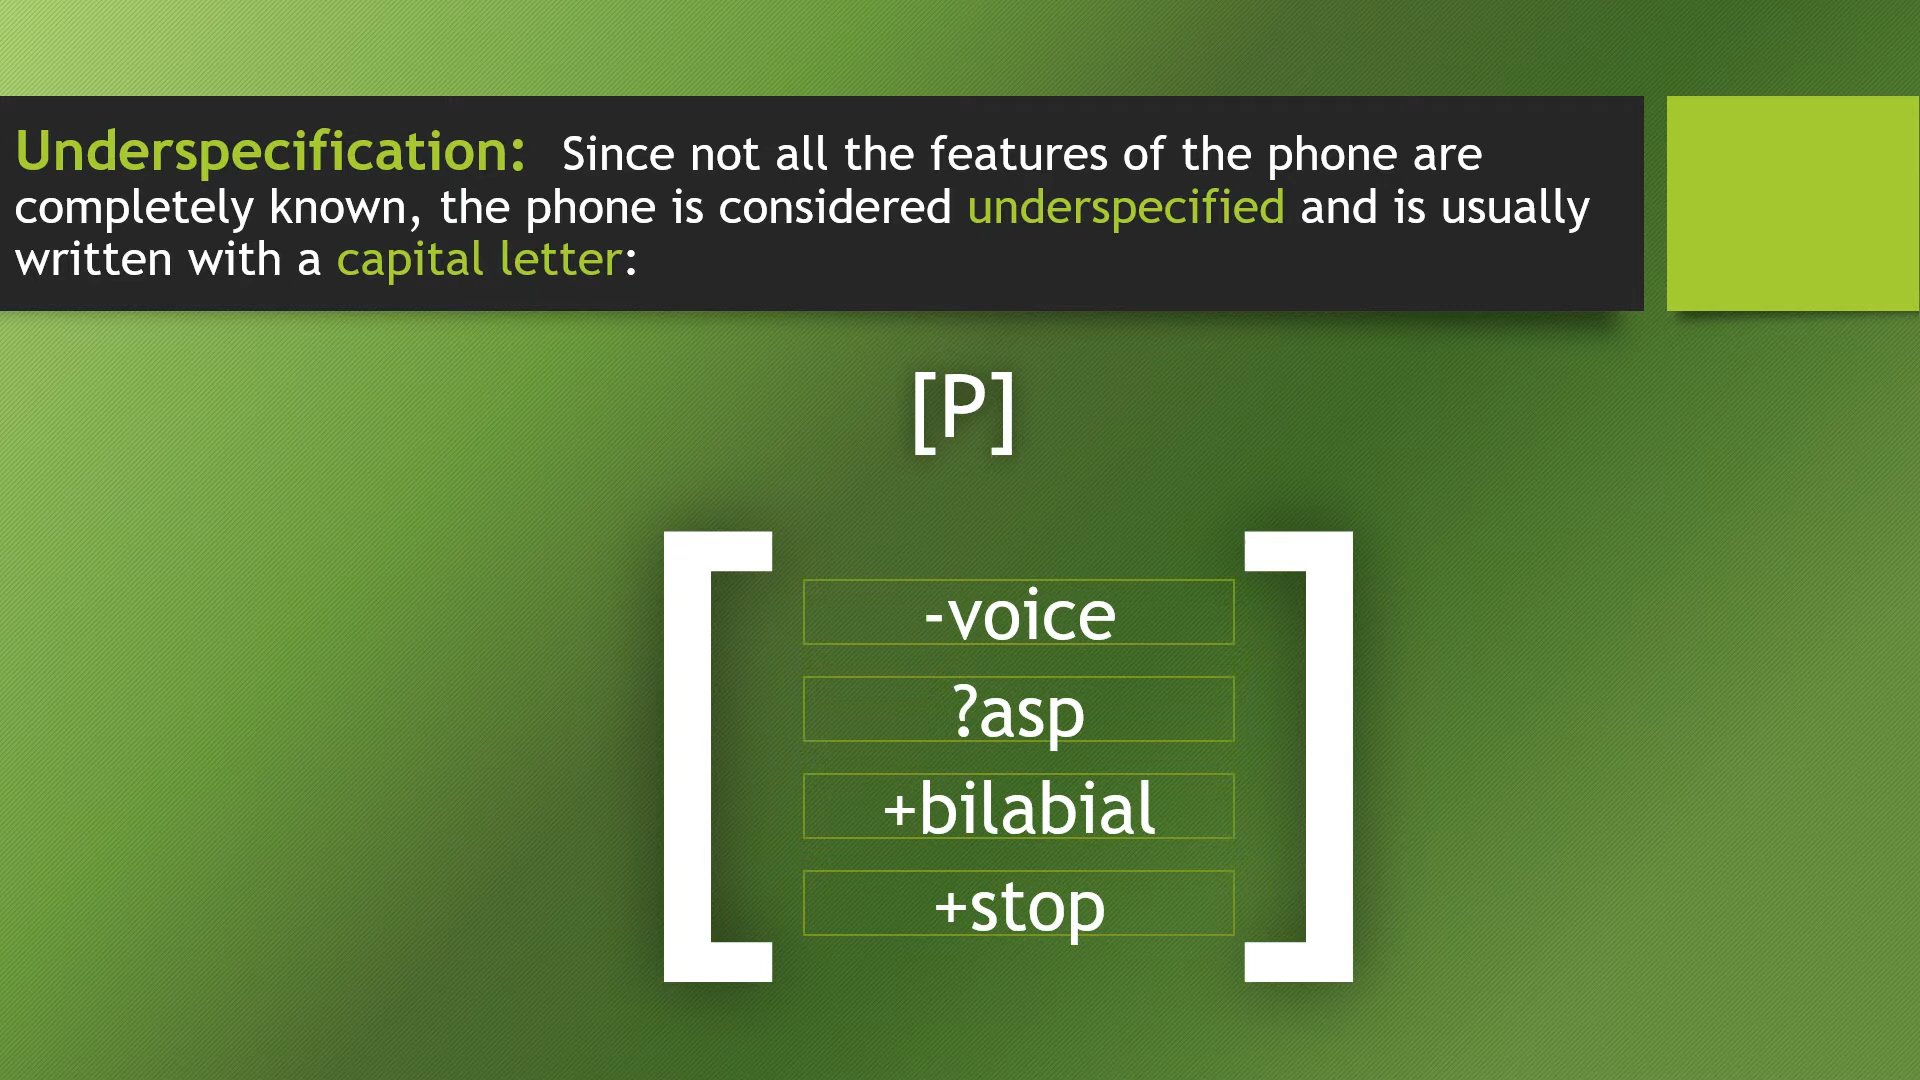 Underspecification: Since not all the features of the phone are
completely known, the phone is considered underspecified and is usually
written with a capital letter:
[P]
-voice
?asp
+bilabial
+stop